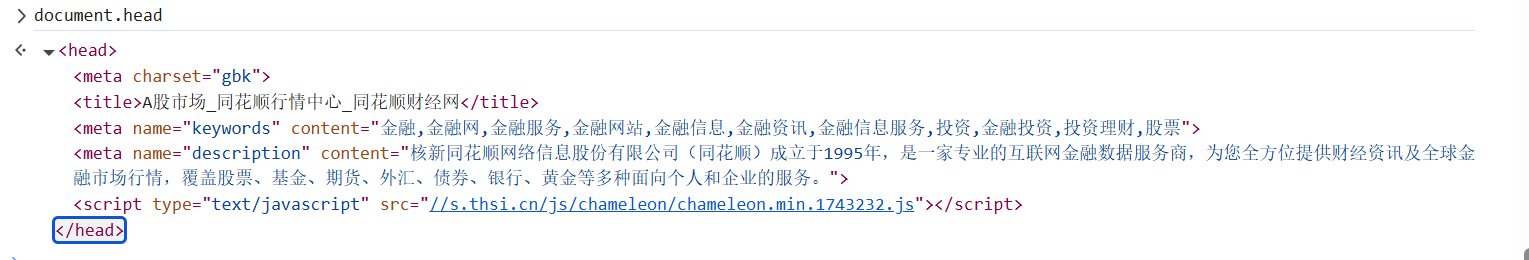 document.head
<head>
<meta charset="gbk">
<title>A股市场_同花顺行情中心_同花顺财经网</title>
<meta name="keywords" content="金融,金融网,金融服务,金融网站,金融信息,金融资讯,金融信息服务,投资,金融投资,投资理财,股票">
<meta name="description" content="核新同花顺网络信息股份有限公司（同花顺）成立于1995年，是一家专业的互联网金融数据服务商，为您全方位提供财经资讯及全球金
融市场行情，覆盖股票、基金、期货、外汇、债券、银行、黄金等多种面向个人和企业的服务。">
<script type="text/javascript" src="//s.thsi.cn/js/chameleon/chameleon.min.1743232.js"></script>
</head>